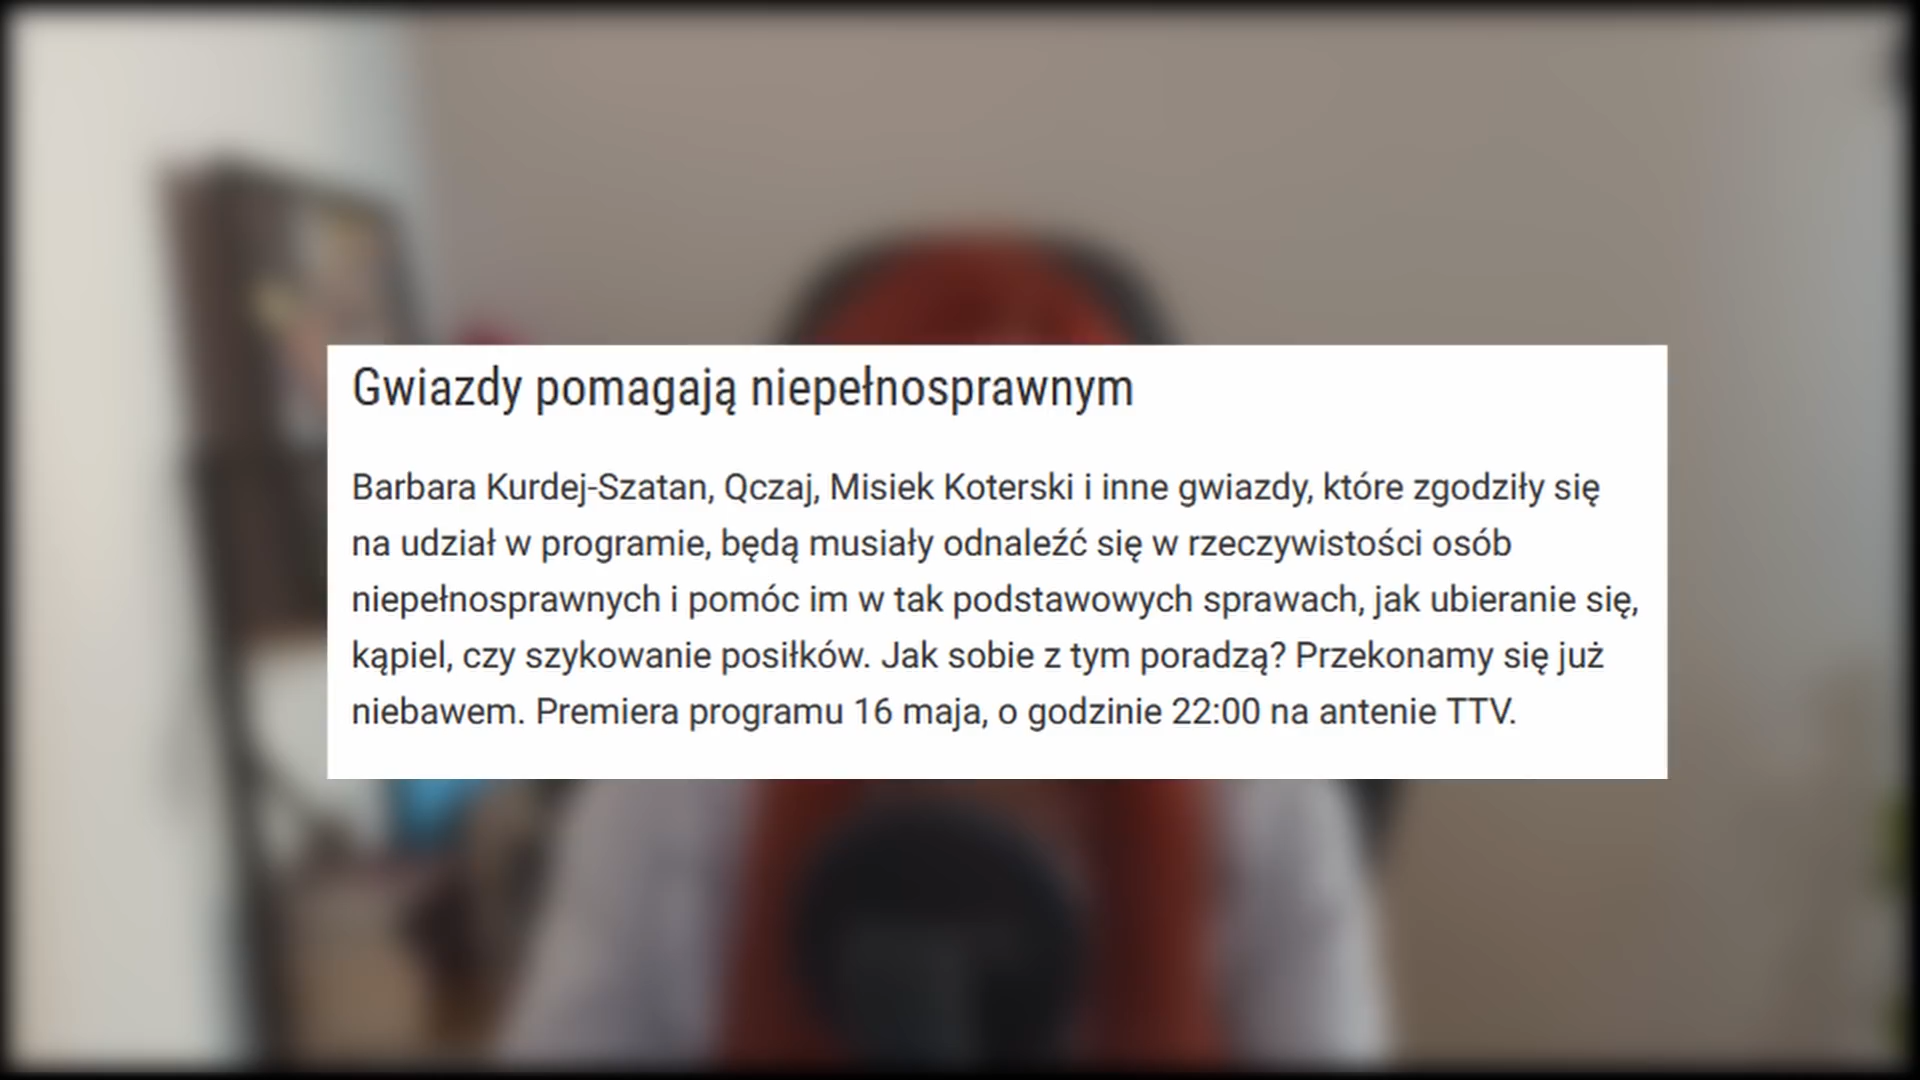 Gwiazdy pomagają niepełnosprawnym
Barbara Kurdej-Szatan, Qczaj, Misiek Koterski i inne gwiazdy, które zgodziły się
na udział w programie, będą musiały odnaleźć się w rzeczywistości osób
niepełnosprawnych i pomóc im w tak podstawowych sprawach, jak ubieranie się,
kąpiel, czy szykowanie posiłków. Jak sobie z tym poradzą? Przekonamy się już
niebawem. Premiera programu 16 maja, o godzinie 22:00 na antenie TTV.